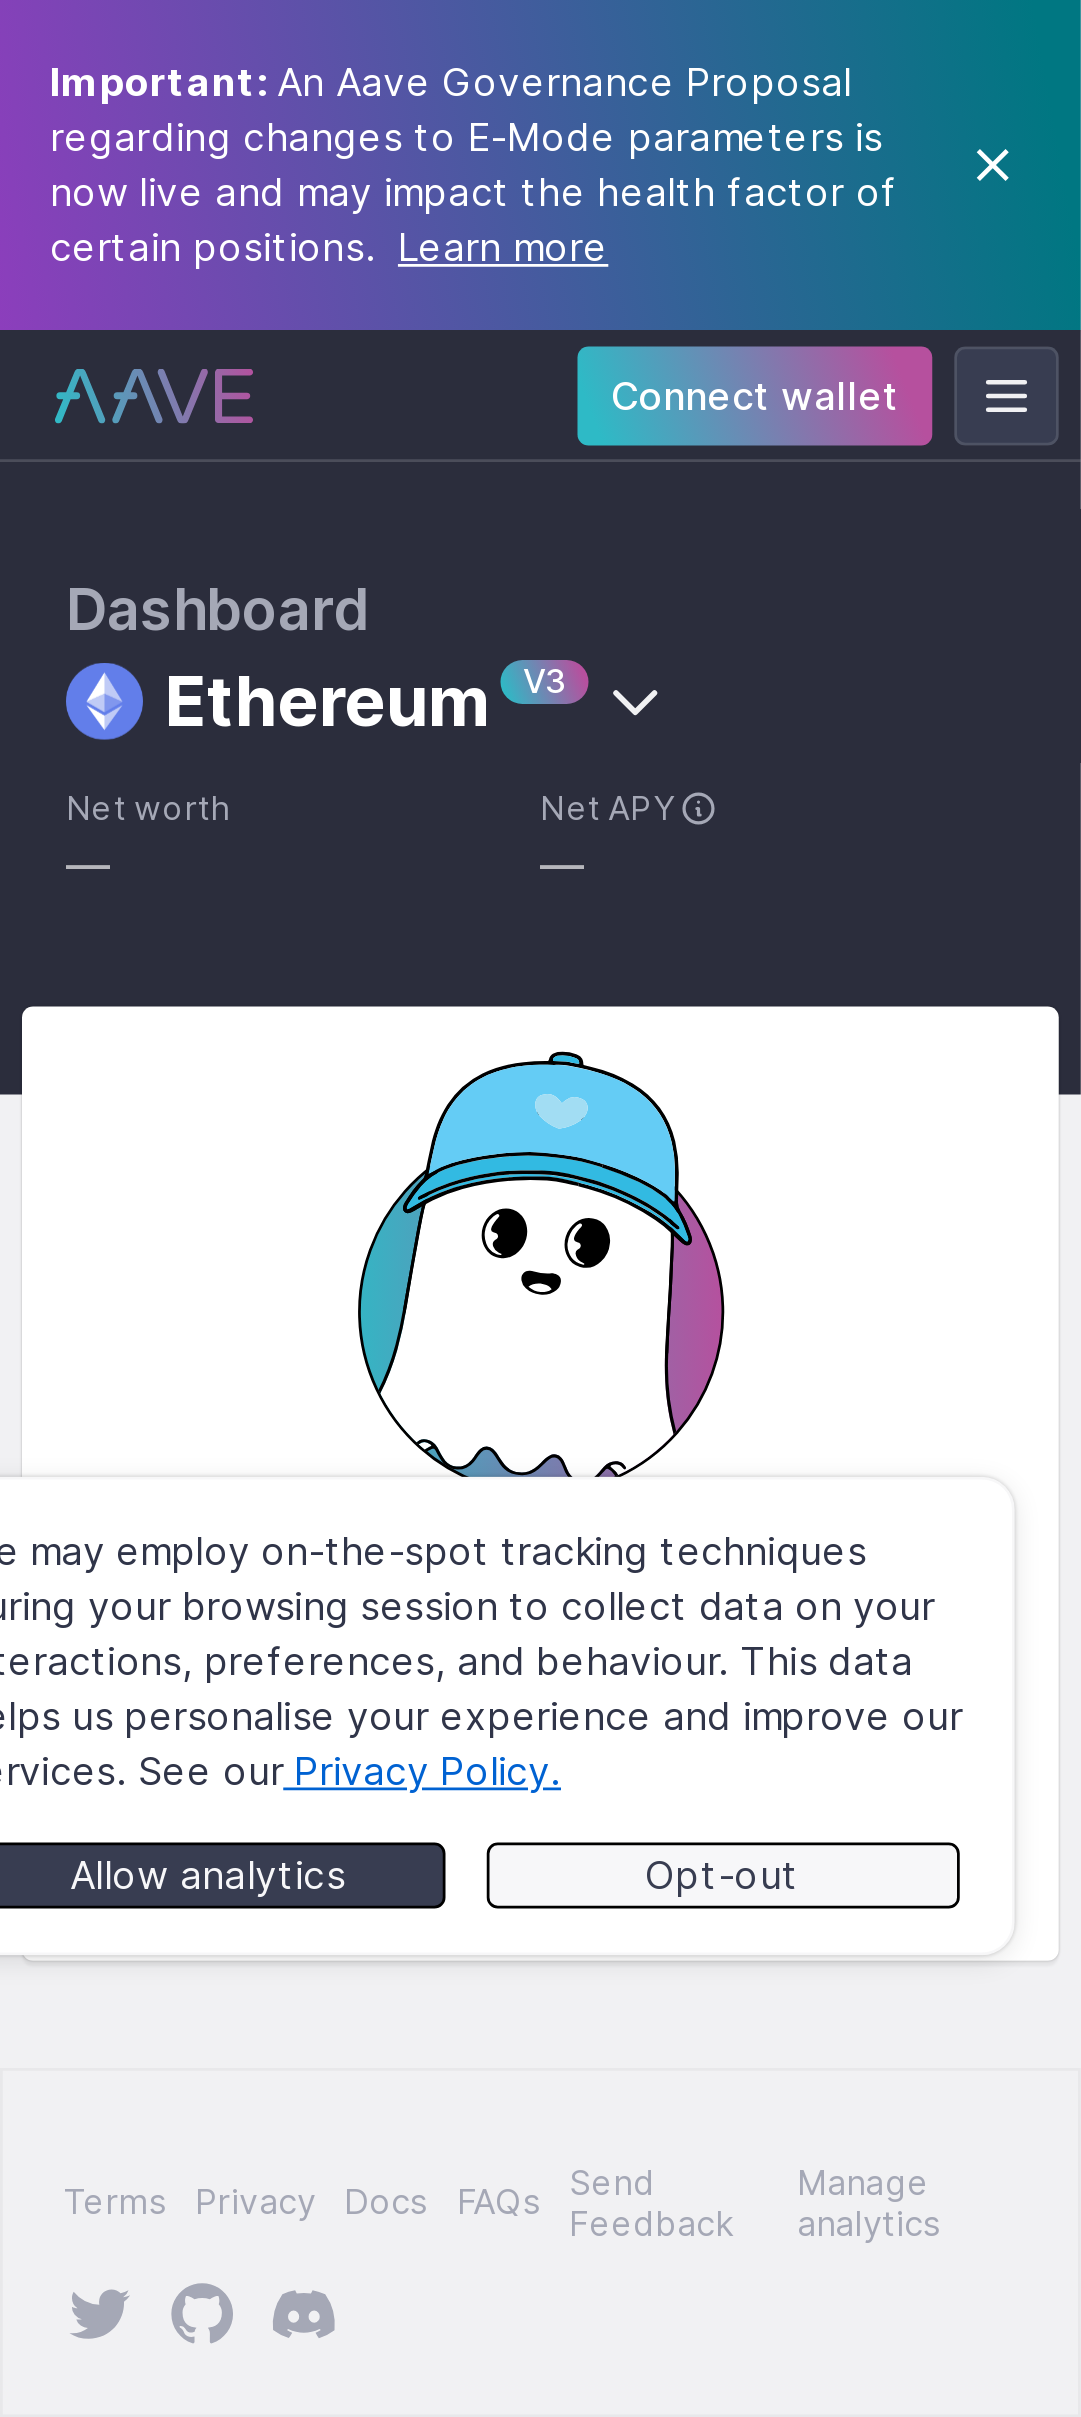 Important: An Aave Governance Proposal
regarding changes to E-Mode parameters is
now live and may impact the health factor of
certain positions. Learn more
AAVE
Connect wallet
Dashboard
Ethereum V3
Net worth
Net APY
—
—
e may employ on-the-spot tracking techniques
uring your browsing session to collect data on your
teractions, preferences, and behaviour. This data
elps us personalise your experience and improve our
ervices. See our Privacy Policy.
Allow analytics
Opt-out
Terms
Privacy
Docs
FAQs
Send
Feedback
Manage
analytics